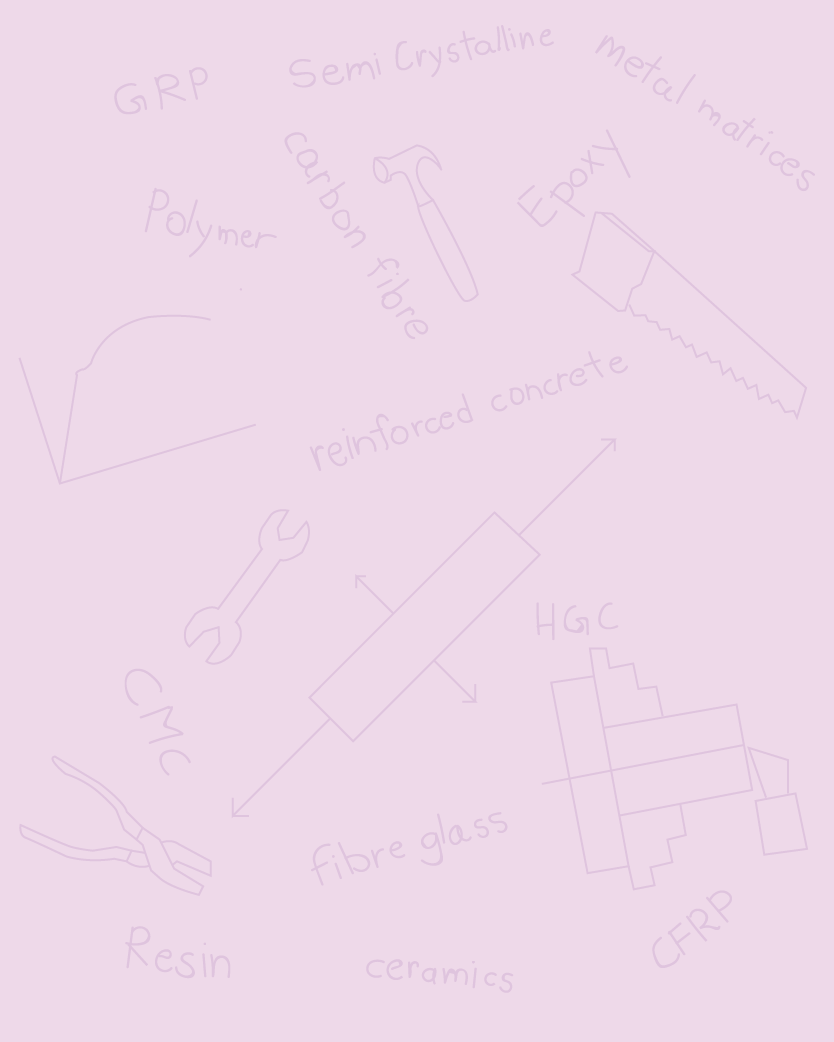 GRP
Semi Crystalline
metal matrices
carbon fibre
Epoxy
Polymer
reinforced concrete
HGC
CMC
fibre glass
CFRP
Resin
ceramics